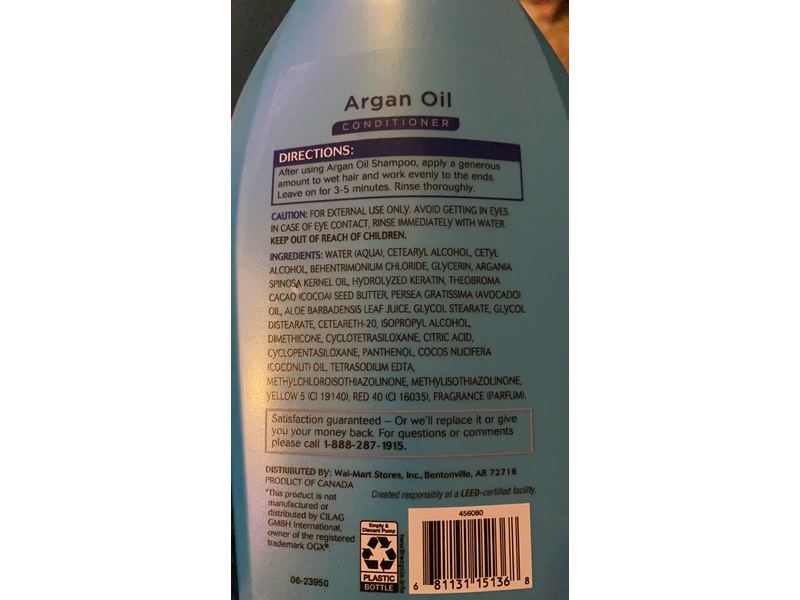 Argan Oil
CONDITIONER
DIRECTIONS:
After using Argan Oil Shampoo, apply a generous
amount to wet hair and work evenly to the ends.
Leave on for 3-5 minutes. Rinse thoroughly.
CAUTION: FOR EXTERNAL USE ONLY. AVOID GETTING IN EYES.
IN CASE OF EYE CONTACT, RINSE IMMEDIATELY WITH WATER.
KEEP OUT OF REACH OF CHILDREN.
INGREDIENTS: WATER (AQUA), CETEARYL ALCOHOL, CETYL
ALCOHOL, BEHENTRIMONIUM CHLORIDE, GLYCERIN, ARGANIA
SPINOSA KERNEL OIL, HYDROLYZED KERATIN, THEOBROMA
CACAO (COCOA) SEED BUTTER, PERSEA GRATISSIMA (AVOCADO)
OIL, ALOE BARBADENSIS LEAF JUICE, GLYCOL STEARATE, GLYCOL
DISTEARATE, CETEARETH-20, ISOPROPYL ALCOHOL,
DIMETHICONE, CYCLOTETRASILOXANE, CITRIC ACID,
CYCLOPENTASILOXANE, PANTHENOL, COCOS NUCIFERA
(COCONUT) OIL, TETRASODIUM EDTA,
METHYLCHLOROISOTHIAZOLINONE, METHYLISOTHIAZOLINONE,
YELLOW 5 (CI 19140), RED 40 (CI 16035), FRAGRANCE (PARFUM).
Satisfaction guaranteed – Or we'll replace it or give
you your money back. For questions or comments
please call 1-888-287-1915.
DISTRIBUTED BY: Wal-Mart Stores, Inc., Bentonville, AR 72716
PRODUCT OF CANADA
Created responsibly at a LEED-certified facility.
*This product is not
manufactured or
distributed by CILAG
GMBH International,
owner of the registered
trademark OGX®.
06-23950
Empty &
Discard Pump
PLASTIC
BOTTLE
how2recycle.info
456080
6 81131 15136 8